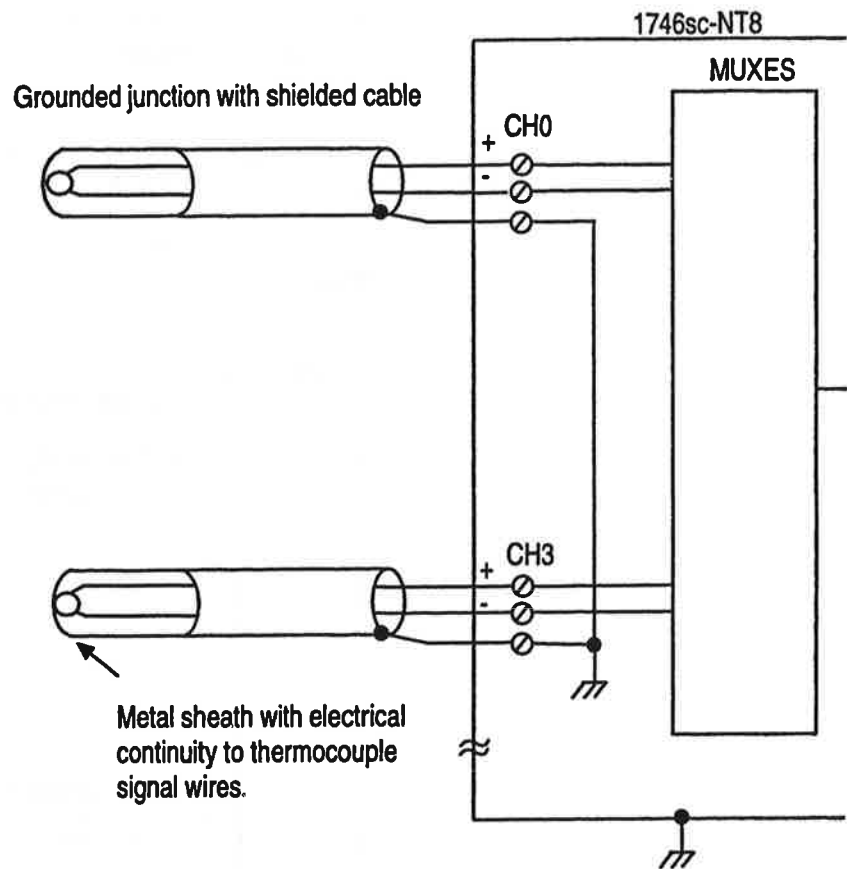 1746sc-NT8
MUXES
Grounded junction with shielded cable
CH0
+
-
CH3
+
-
Metal sheath with electrical
continuity to thermocouple
signal wires.